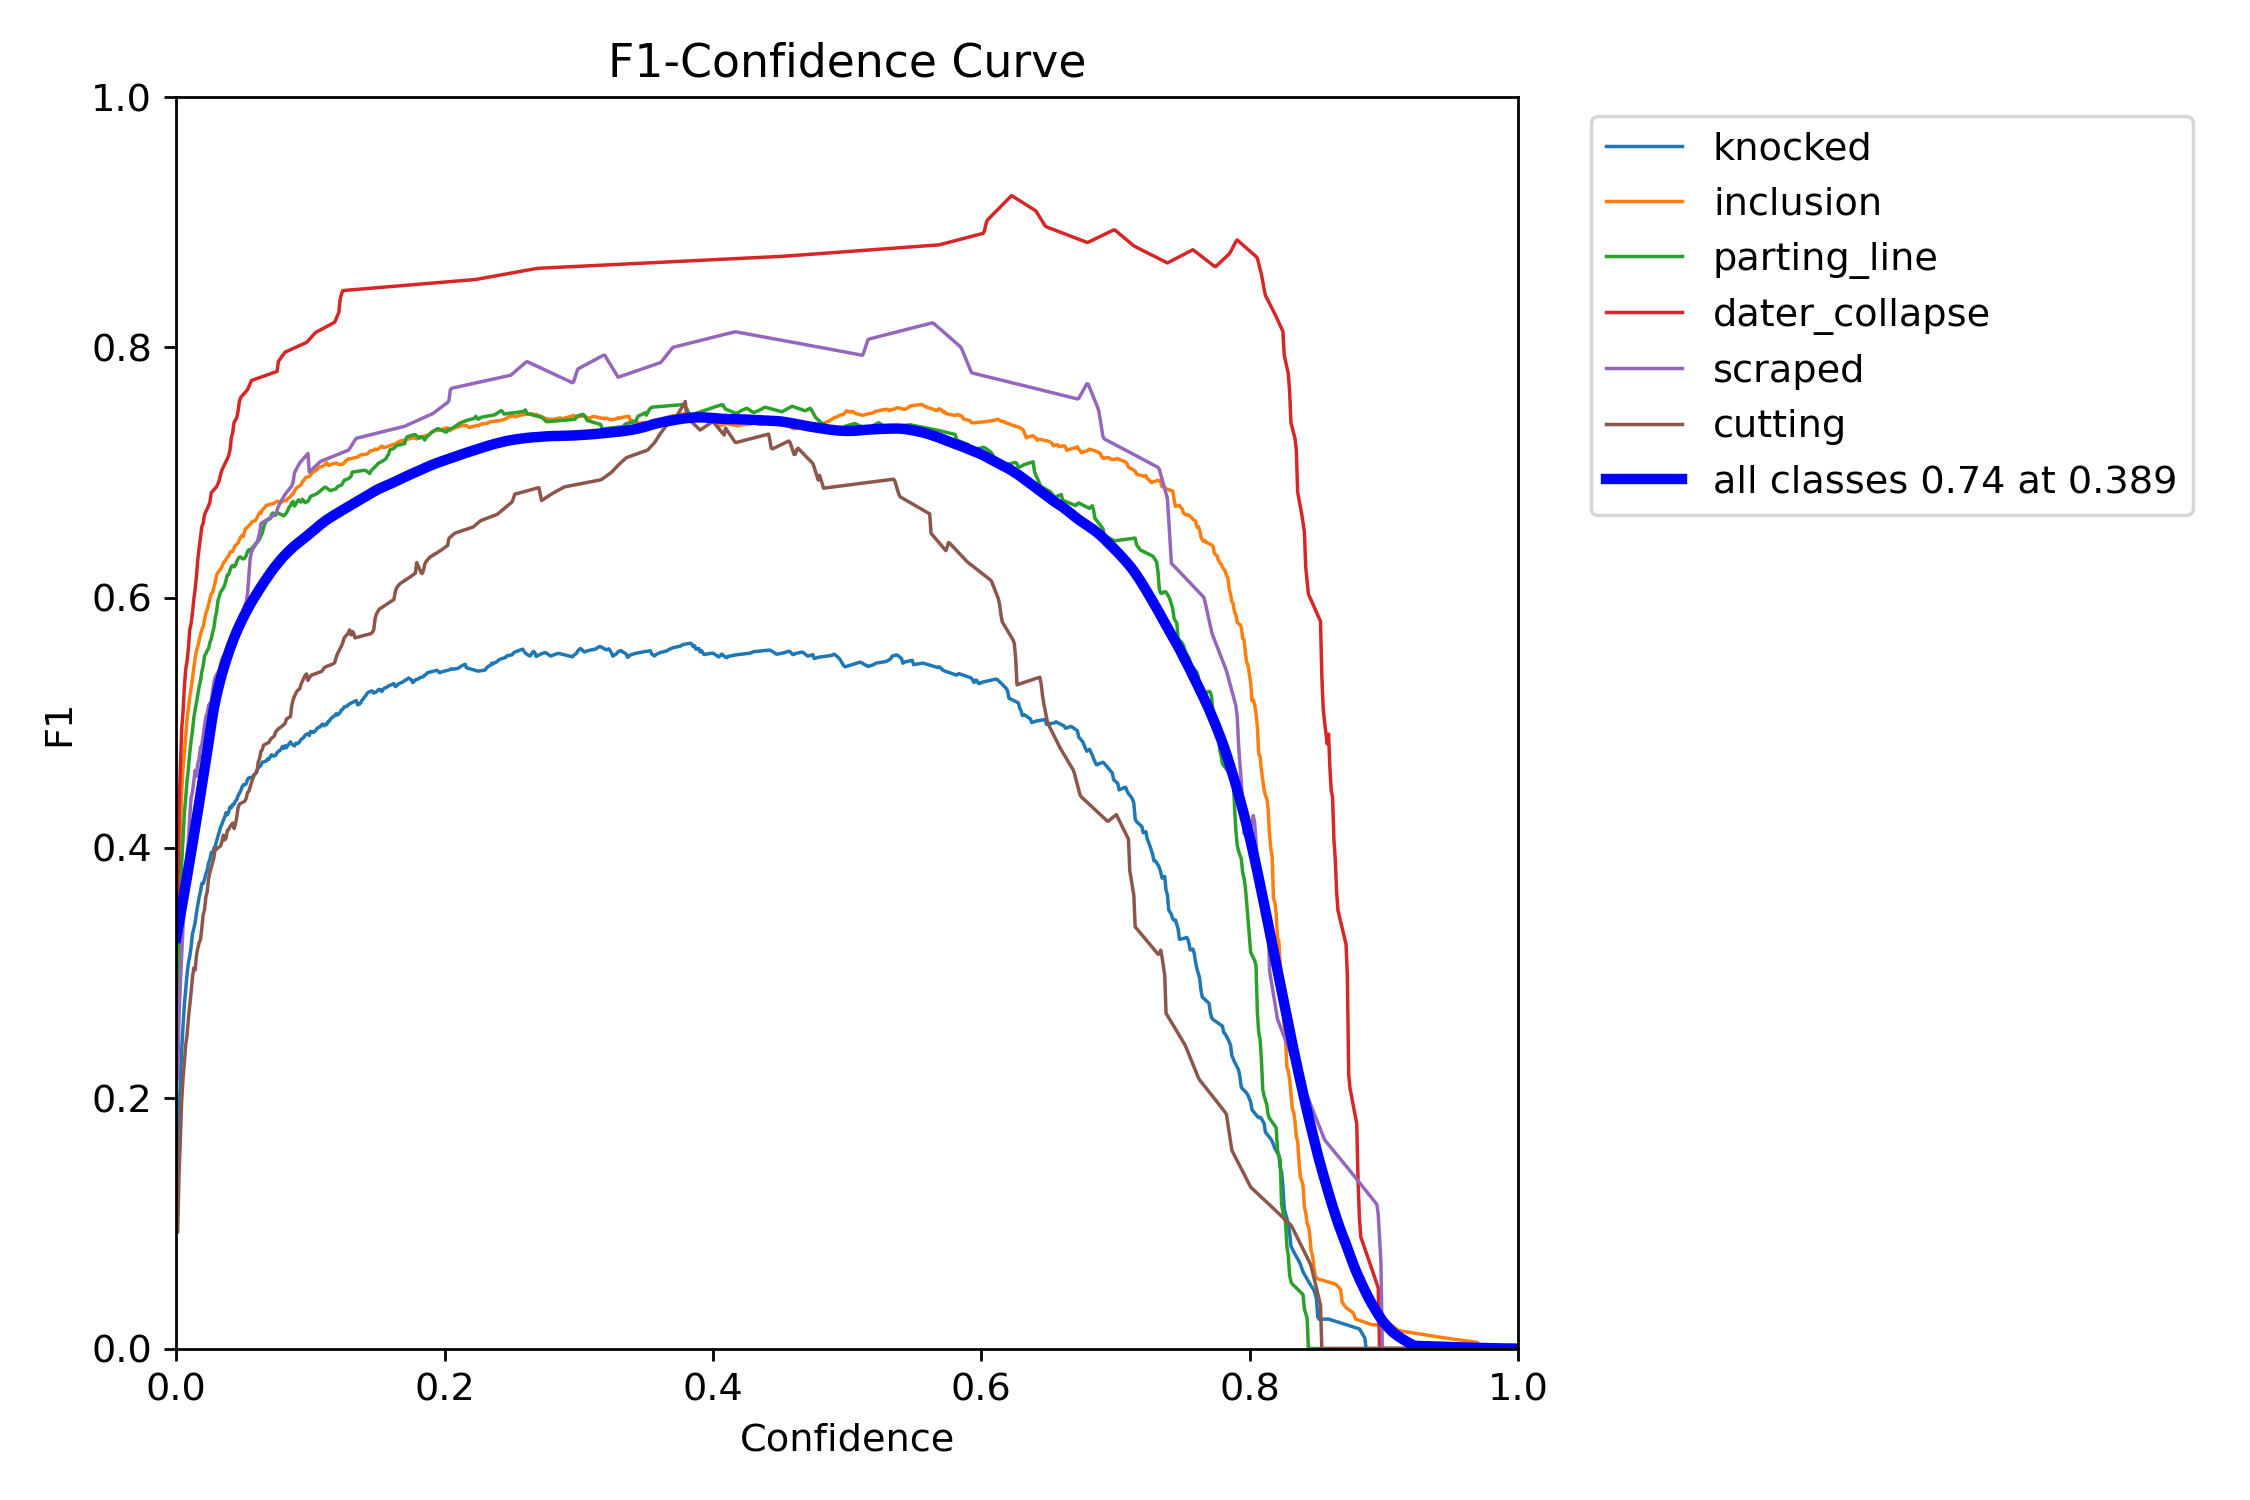 F1-Confidence Curve
1.0
0.8
0.6
0.4
0.2
0.0
F1
0.0 0.2 0.4 0.6 0.8 1.0
Confidence
knocked
inclusion
parting_line
dater_collapse
scraped
cutting
all classes 0.74 at 0.389